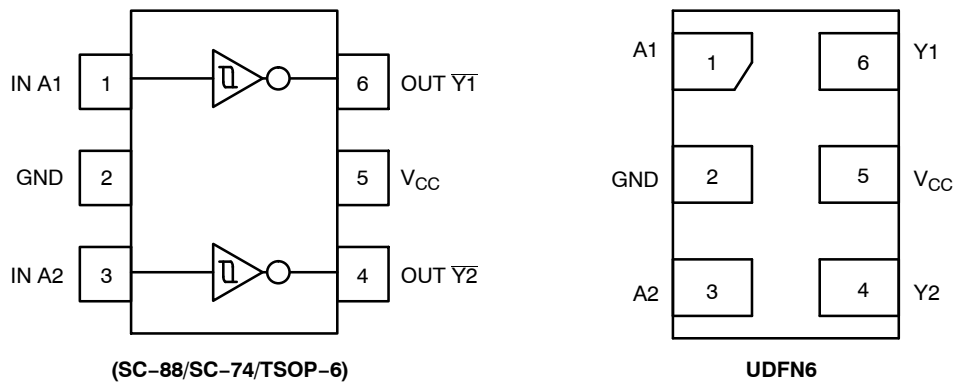 IN A1 1 6 OUT Y1
GND 2 5 VCC
IN A2 3 4 OUT Y2
(SC–88/SC–74/TSOP–6)
A1 1 6 Y1
GND 2 5 VCC
A2 3 4 Y2
UDFN6